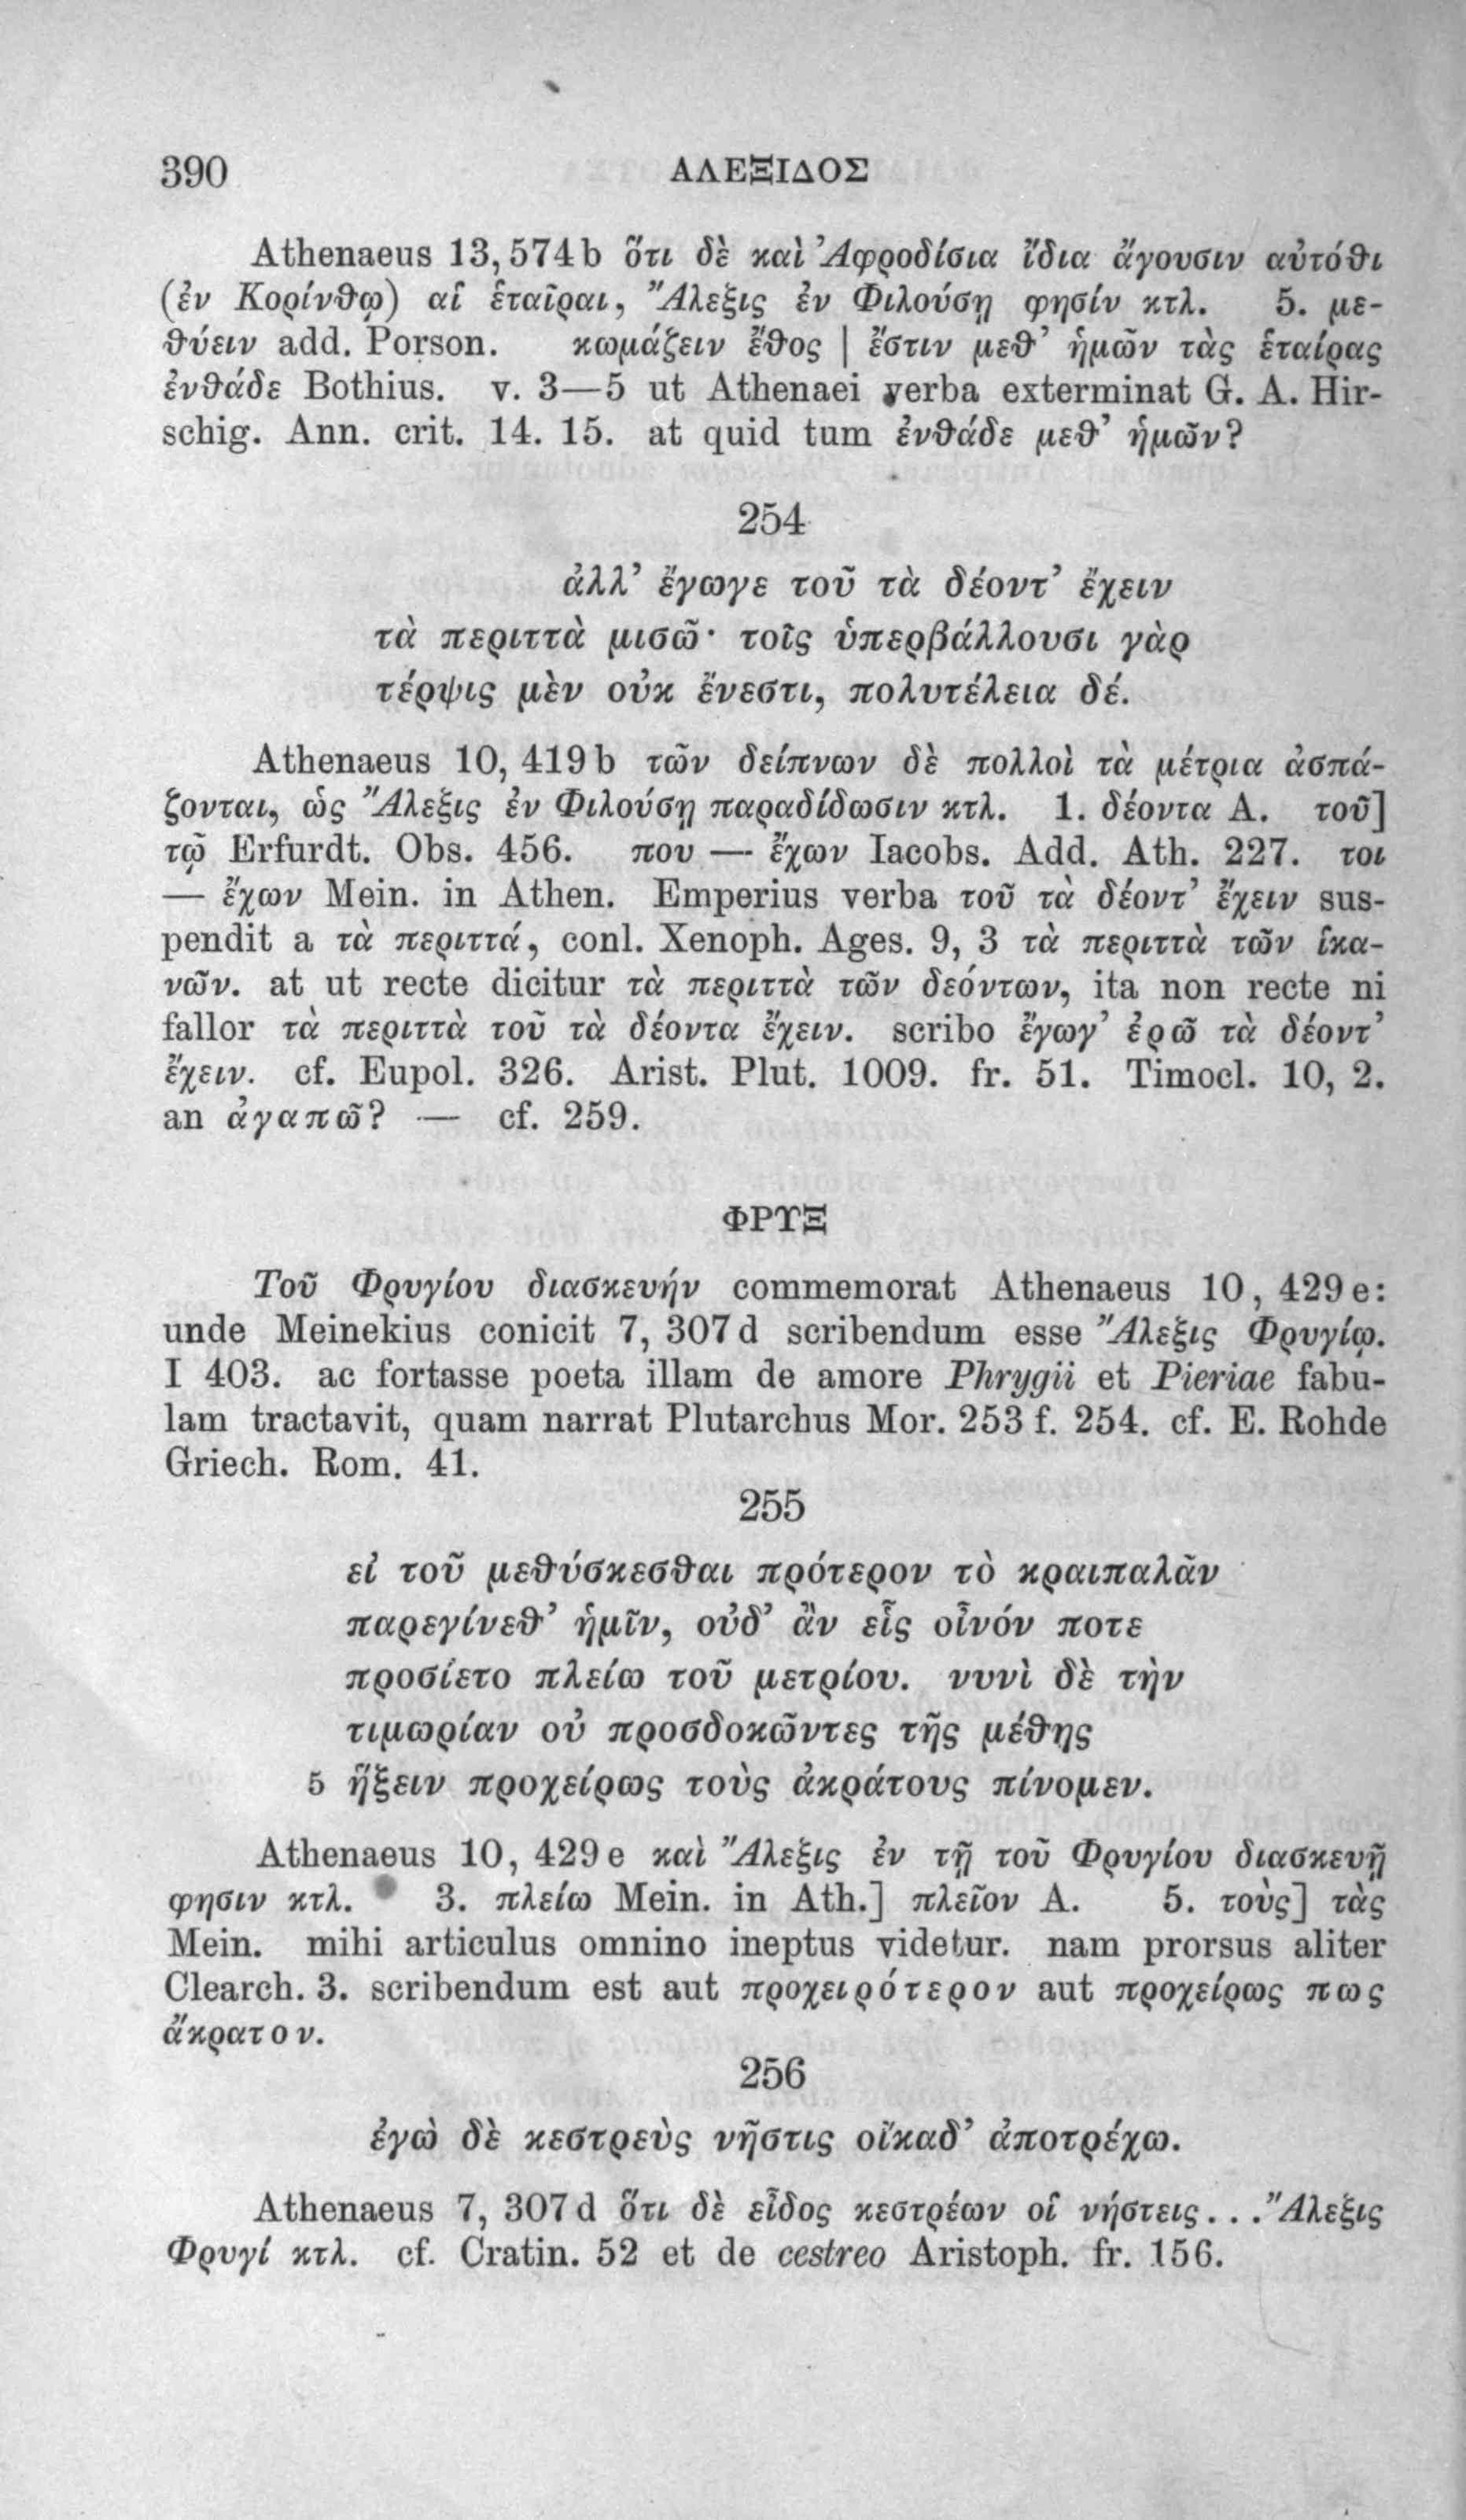 390 ΑΛΕΞΙΔΟΣ
Athenaeus 13, 574 b ὅτι δὲ καὶ Ἀφροδίσια ἴδια ἄγουσιν αὐτόθι
(ἐν Κορίνθῳ) αἱ ἑταῖραι, Ἄλεξις ἐν Φιλούσῃ φησίν κτλ. 5. με-
θύειν add. Porson. κωμάζειν ἔθος | ἔστιν μεθ’ ἡμῶν τὰς ἑταίρας
ἐνθάδε Bothius. v. 3—5 ut Athenaei verba exterminat G. A. Hir-
schig. Ann. crit. 14. 15. at quid tum ἐνθάδε μεθ’ ἡμῶν?
254
ἀλλ’ ἔγωγε τοῦ τὰ δέοντ’ ἔχειν
τὰ περιττὰ μισῶ· τοῖς ὑπερβάλλουσι γὰρ
τέρψις μὲν οὐκ ἔνεστι, πολυτέλεια δέ.
Athenaeus 10, 419 b τῶν δείπνων δὲ πολλοὶ τὰ μέτρια ἀσπά-
ζονται, ὡς Ἄλεξις ἐν Φιλούσῃ παραδίδωσιν κτλ. 1. δέοντα A. τοῦ]
τῷ Erfurdt. Obs. 456. που — ἔχων Iacobs. Add. Ath. 227. τοι
— ἔχων Mein. in Athen. Emperius verba τοῦ τὰ δέοντ’ ἔχειν sus-
pendit a τὰ περιττά, conl. Xenoph. Ages. 9, 3 τὰ περιττὰ τῶν ἱκα-
νῶν. at ut recte dicitur τὰ περιττὰ τῶν δεόντων, ita non recte ni
fallor τὰ περιττὰ τοῦ τὰ δέοντα ἔχειν. scribo ἔγωγ’ ἐρῶ τὰ δέοντ’
ἔχειν. cf. Eupol. 326. Arist. Plut. 1009. fr. 51. Timocl. 10, 2.
an ἀγαπῶ? — cf. 259.
ΦΡΥΞ
Τοῦ Φρυγίου διασκευήν commemorat Athenaeus 10, 429 e:
unde Meinekius conicit 7, 307 d scribendum esse Ἄλεξις Φρυγίῳ.
I 403. ac fortasse poeta illam de amore Phrygii et Pieriae fabu-
lam tractavit, quam narrat Plutarchus Mor. 253 f. 254. cf. E. Rohde
Griech. Rom. 41.
255
εἰ τοῦ μεθύσκεσθαι πρότερον τὸ κραιπαλᾶν
παρεγίνεθ’ ἡμῖν, οὐδ’ ἂν εἷς οἶνόν ποτε
προσίετο πλείω τοῦ μετρίου. νυνὶ δὲ τὴν
τιμωρίαν οὐ προσδοκῶντες τῆς μέθης
5 ἥξειν προχείρως τοὺς ἀκράτους πίνομεν.
Athenaeus 10, 429 e καὶ Ἄλεξις ἐν τῇ τοῦ Φρυγίου διασκευῇ
φησιν κτλ. 3. πλείω Mein. in Ath.] πλεῖον A. 5. τοὺς] τὰς
Mein. mihi articulus omnino ineptus videtur. nam prorsus aliter
Clearch. 3. scribendum est aut προχειρότερον aut προχείρως πως
ἄκρατον.
256
ἐγὼ δὲ κεστρεὺς νῆστις οἴκαδ’ ἀποτρέχω.
Athenaeus 7, 307 d ὅτι δὲ εἶδος κεστρέων οἱ νήστεις... Ἄλεξις
Φρυγί κτλ. cf. Cratin. 52 et de cestreo Aristoph. fr. 156.